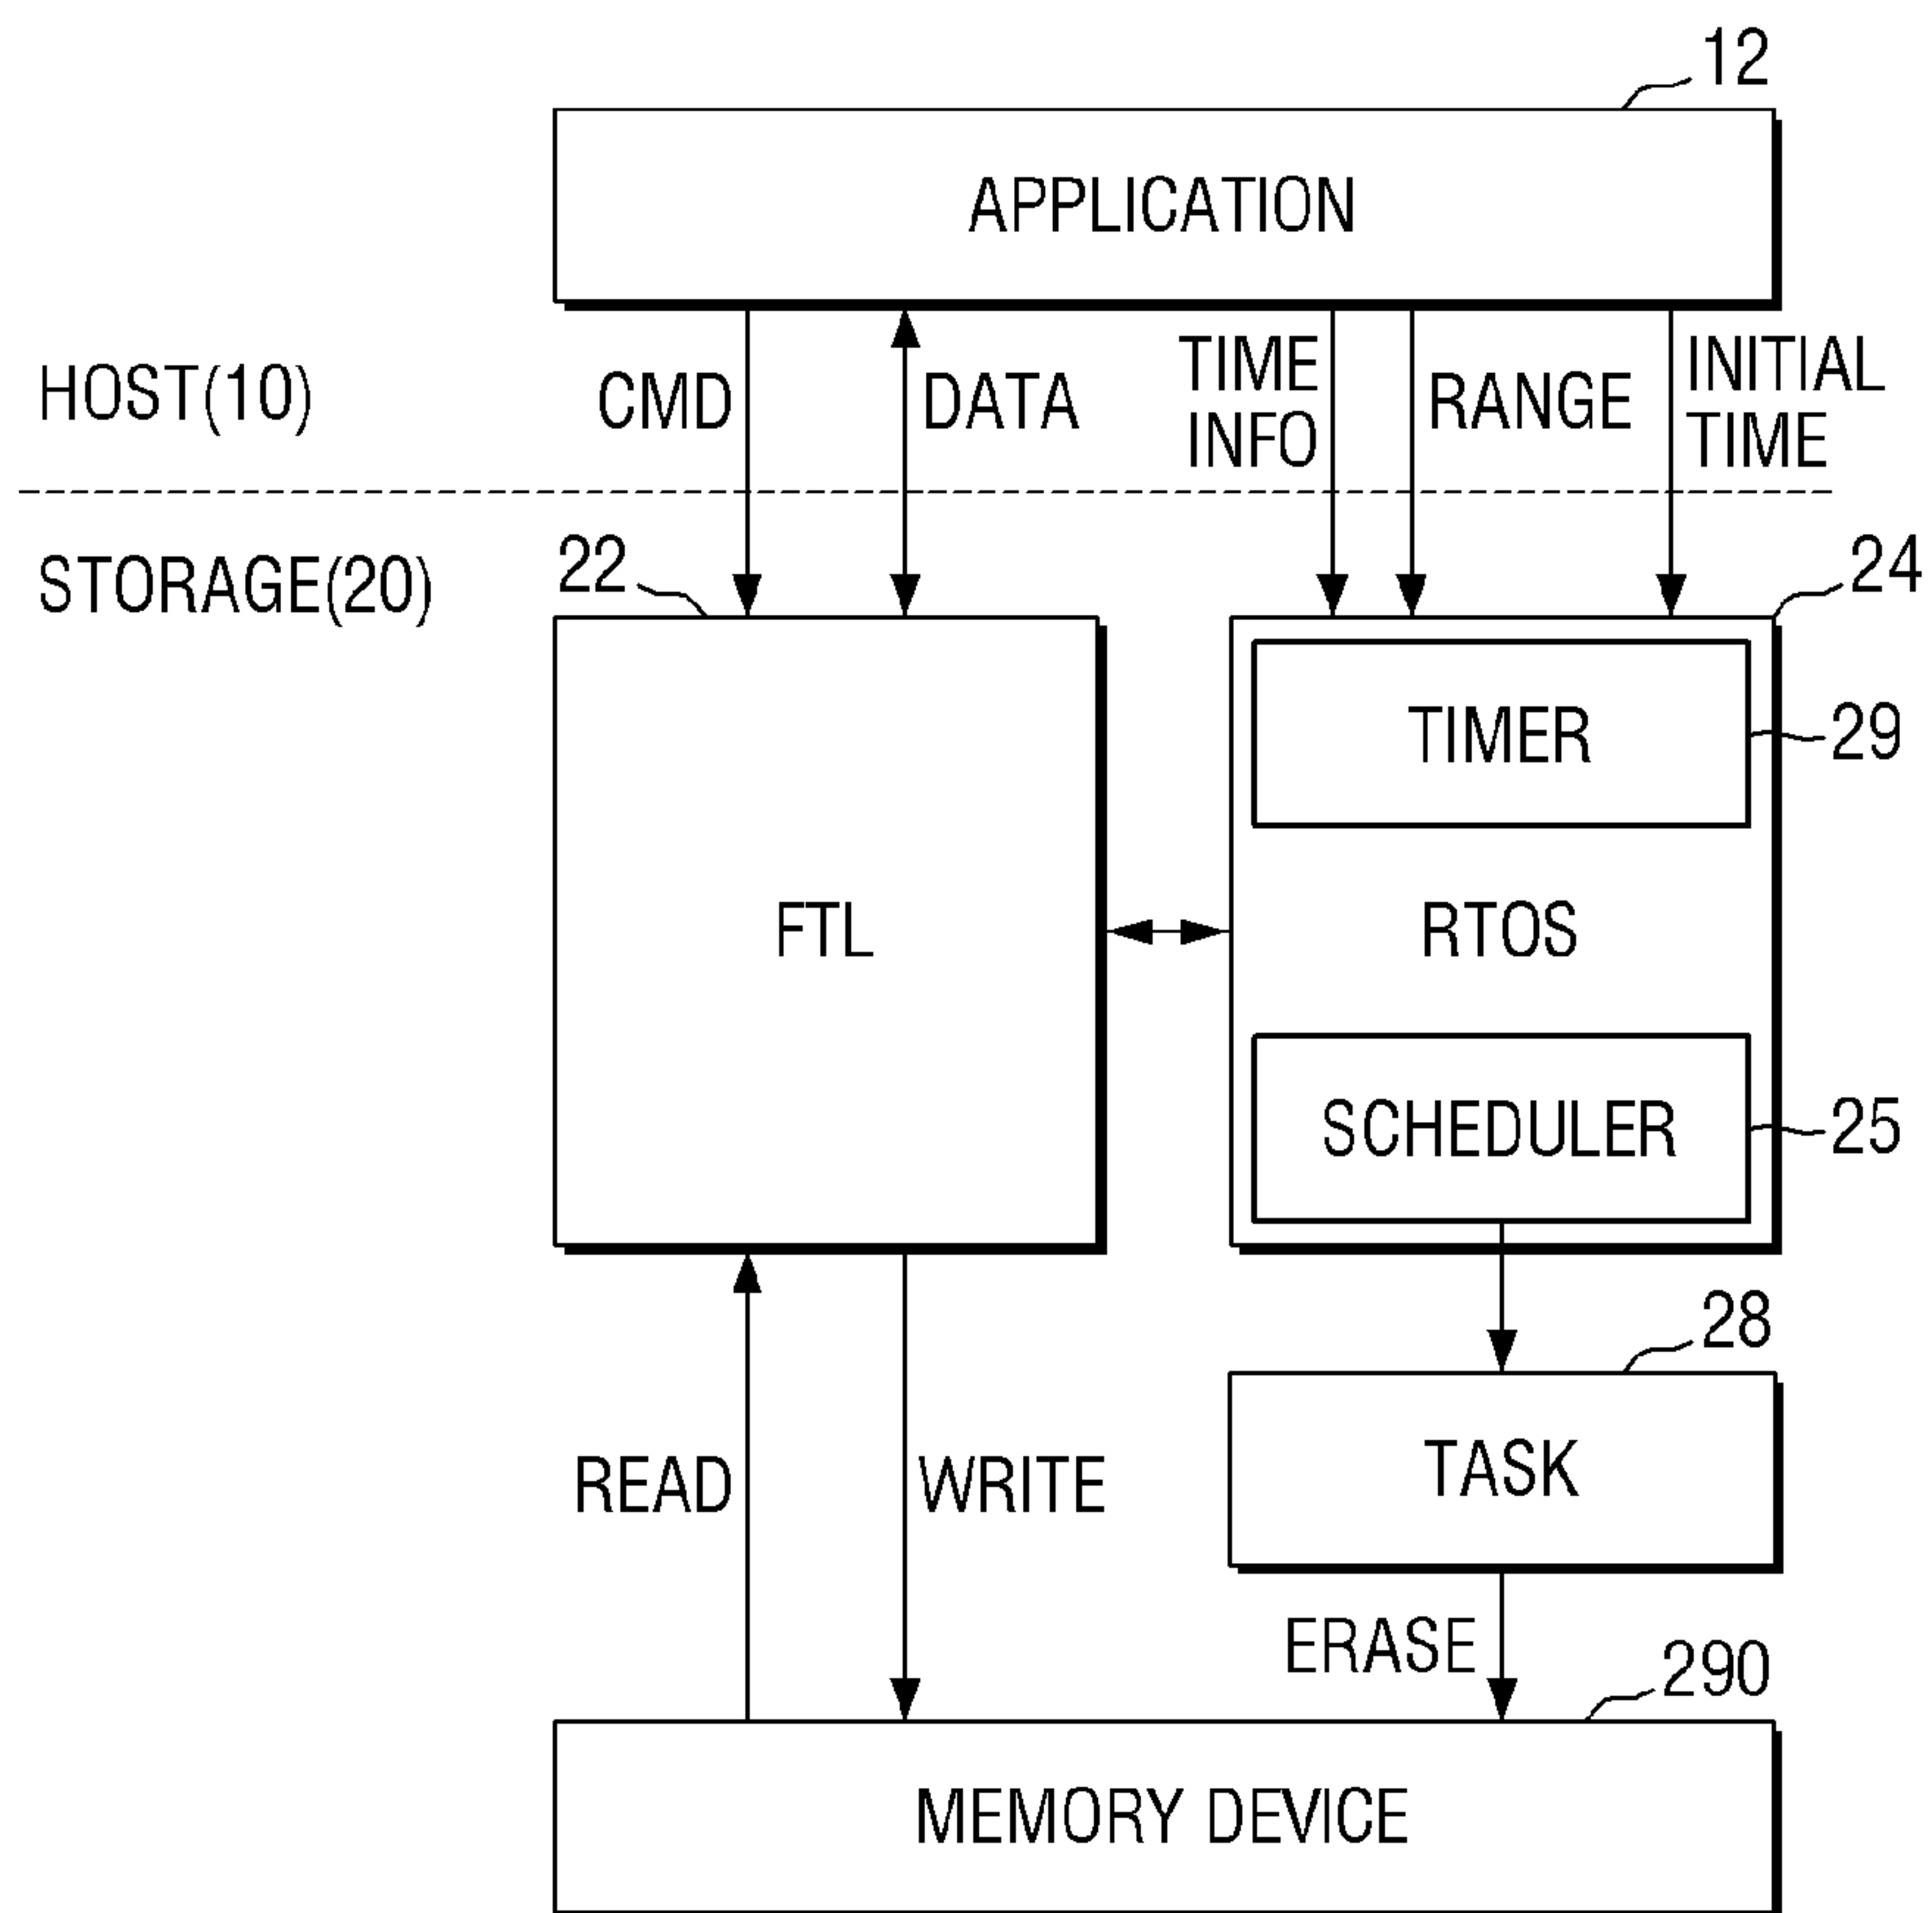 12
APPLICATION
HOST(10)
CMD
DATA
TIME
INFO
RANGE
INITIAL
TIME
STORAGE(20)
22
24
TIMER
29
FTL
RTOS
SCHEDULER
25
28
TASK
READ
WRITE
ERASE
290
MEMORY DEVICE